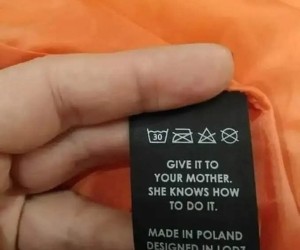 30
GIVE IT TO
YOUR MOTHER.
SHE KNOWS HOW
TO DO IT.
MADE IN POLAND
DESIGNED IN LODZ